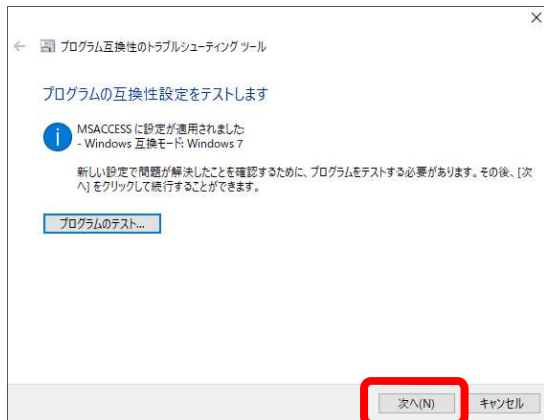 プログラム互換性のトラブルシューティング ツール
プログラムの互換性設定をテストします
MSACCESS に設定が適用されました:
- Windows 互換モード: Windows 7
新しい設定で問題が解決したことを確認するために、プログラムをテストする必要があります。その後、[次
へ] をクリックして続行することができます。
プログラムのテスト...
次へ(N)
キャンセル